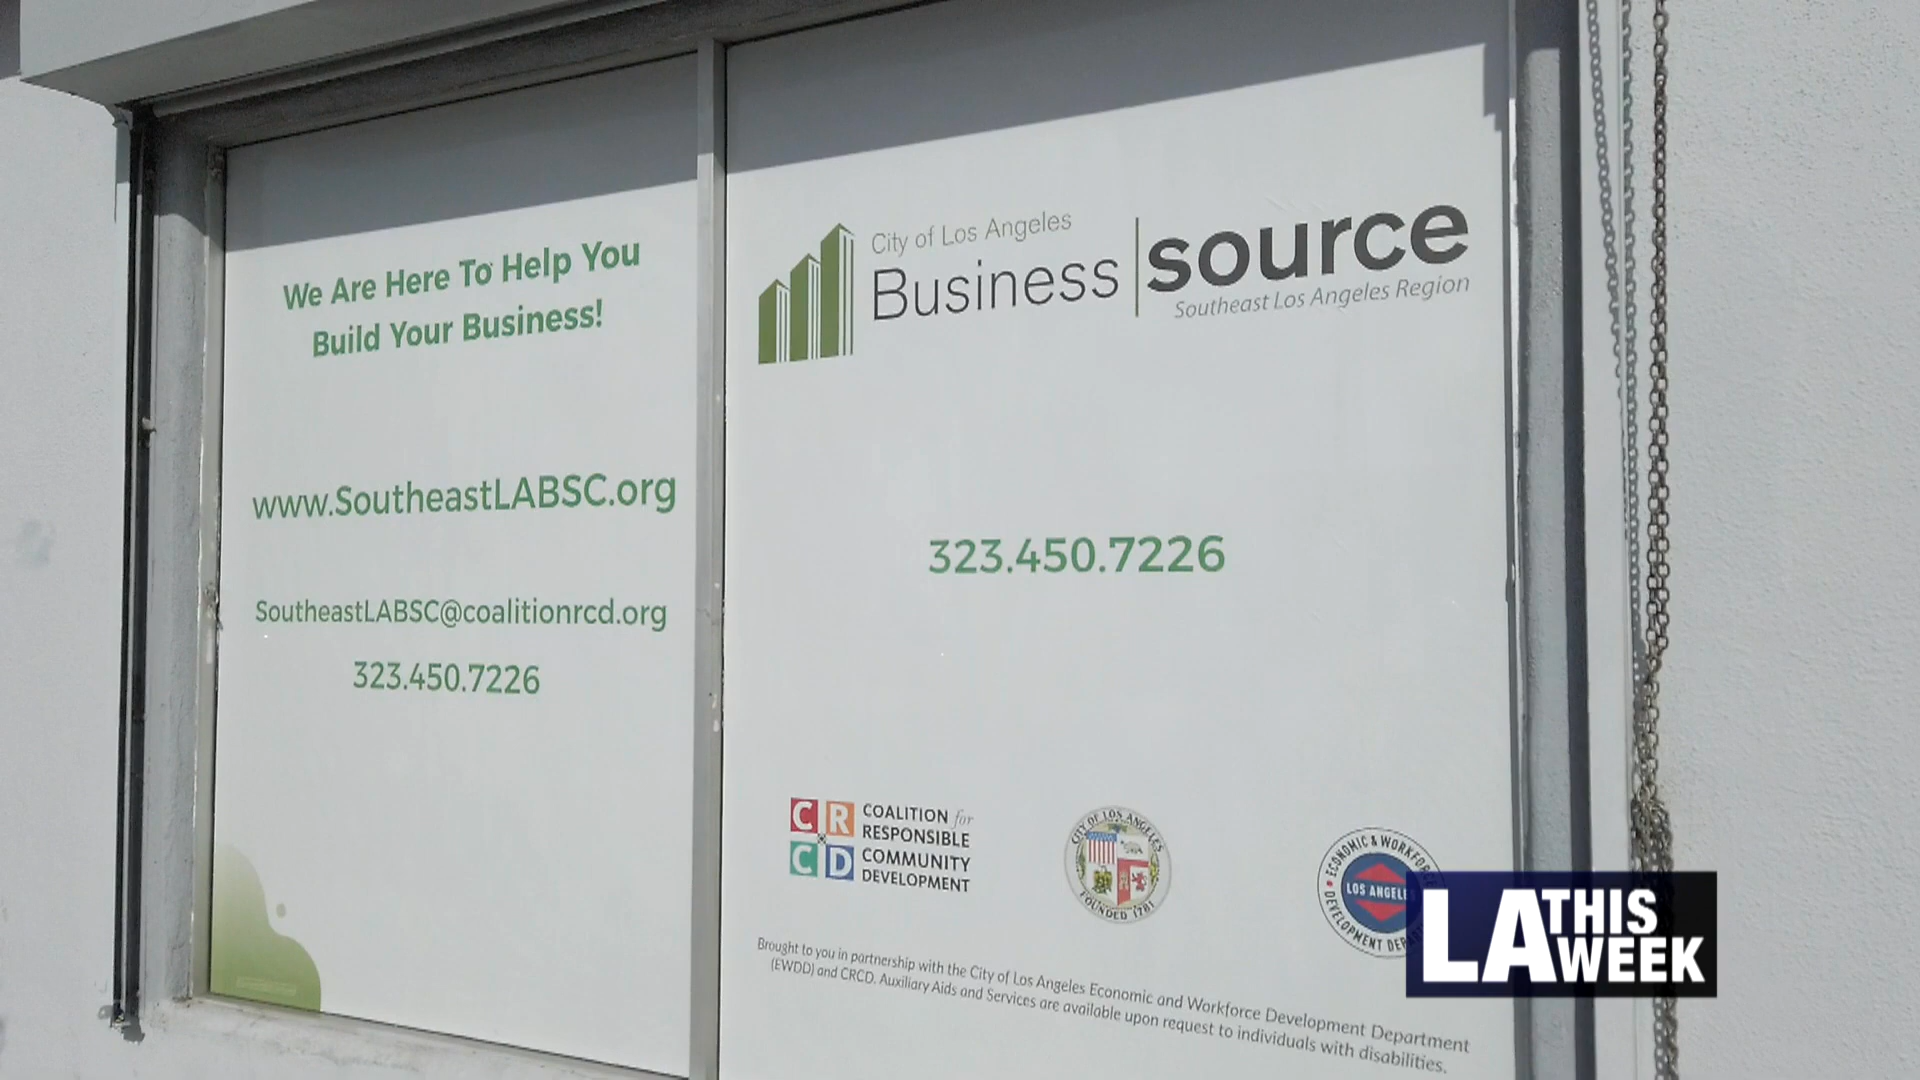 We Are Here To Help You
Build Your Business!
www.SoutheastLABSC.org
SoutheastLABSC@coalitionrcd.org
323.450.7226
City of Los Angeles
Business source
Southeast Los Angeles Region
323.450.7226
C R
C D
COALITION for
RESPONSIBLE
COMMUNITY
DEVELOPMENT
CITY OF LOS ANGELES
FOUNDED 1781
ECONOMIC & WORKFORCE
LOS ANGEL
DEVELOPMENT
Brought to you in partnership with the City of Los Angeles Economic and Workforce Development Department
(EWDD) and CRCD. Auxiliary Aids and Services are available upon request to individuals with disabilities.
LA THIS
WEEK